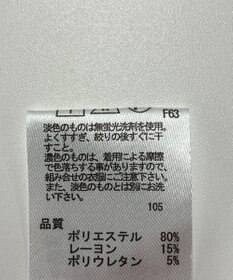 F63
淡色のものは無蛍光洗剤を使用。
よくすすぎ、絞りの後すぐに干
すこと。
濃色のものは、着用による摩擦
で色落ちする事がありますので、
組み合せの衣服にご注意下さい。
また、淡色のものとは別にお洗
い下さい。
105
品質
ポリエステル 80%
レーヨン 15%
ポリウレタン 5%